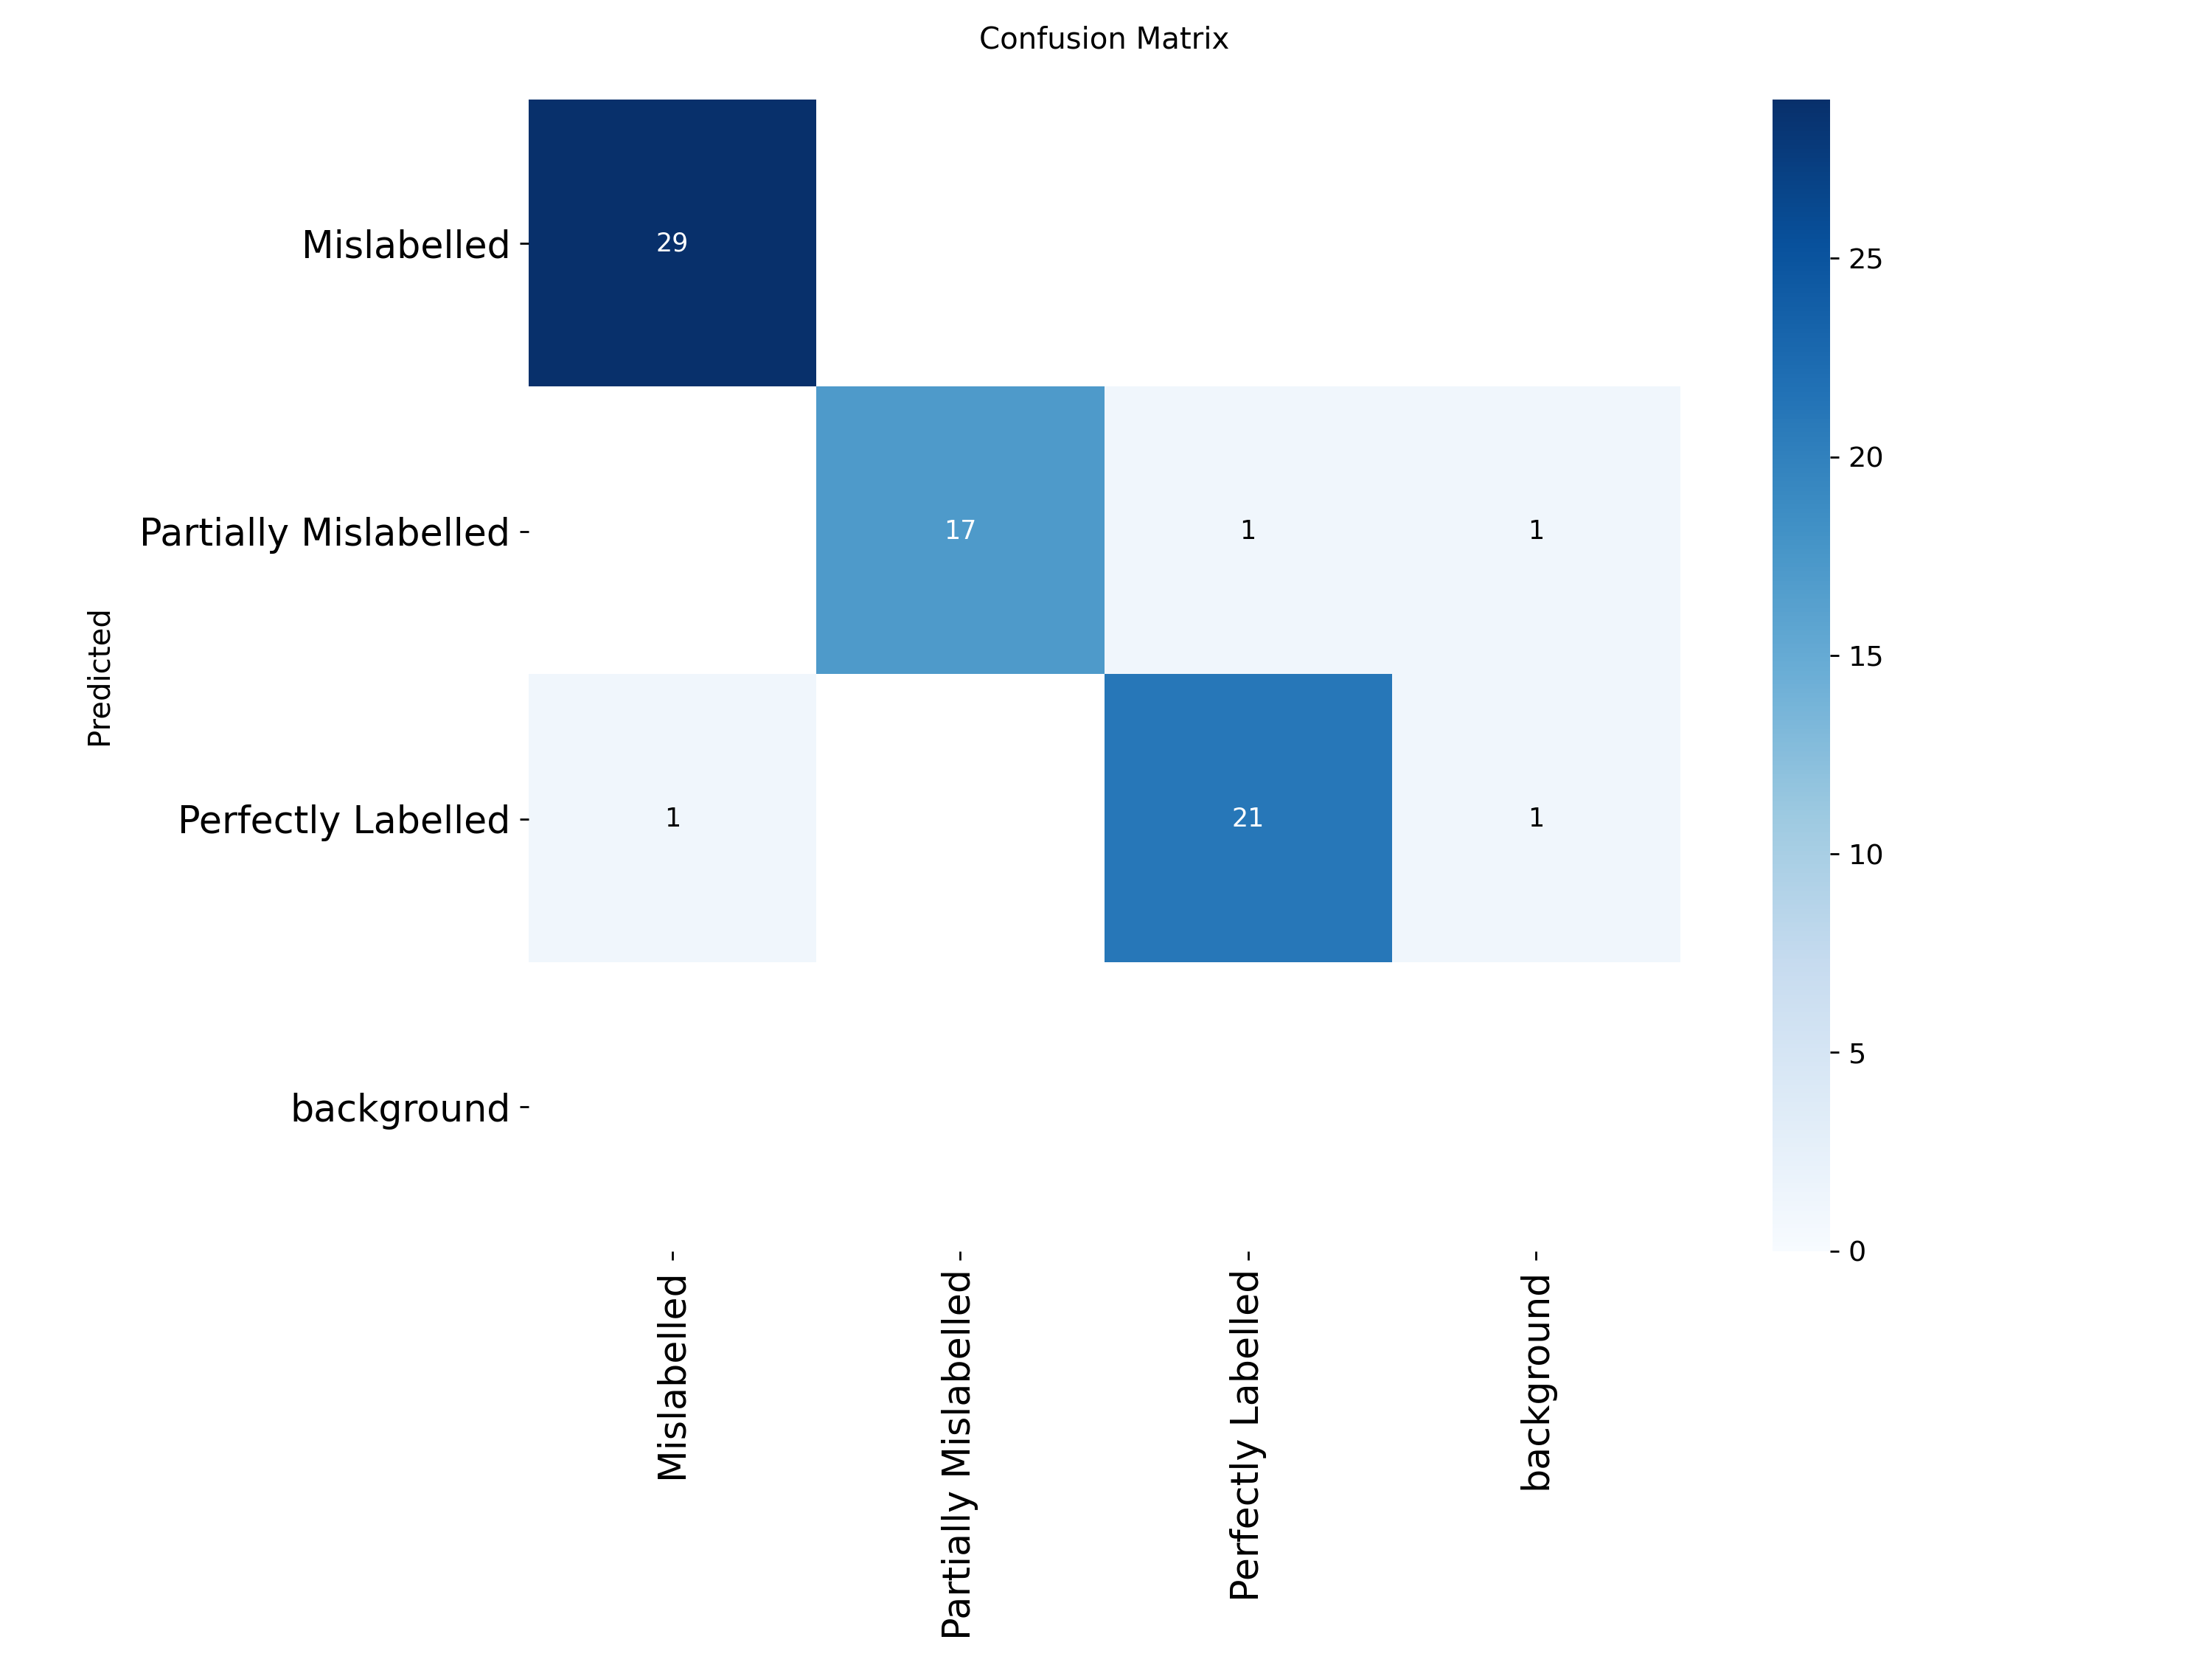 Confusion Matrix
Mislabelled
Partially Mislabelled
Perfectly Labelled
background
Predicted
29
17
1
1
1
21
1
Mislabelled
Partially Mislabelled
Perfectly Labelled
background
25
20
15
10
5
0